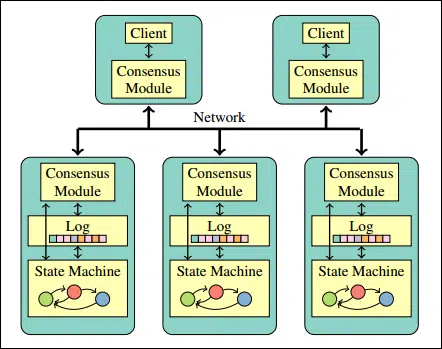 Client
Consensus
Module
Client
Consensus
Module
Network
Consensus
Module
Log
State Machine
Consensus
Module
Log
State Machine
Consensus
Module
Log
State Machine